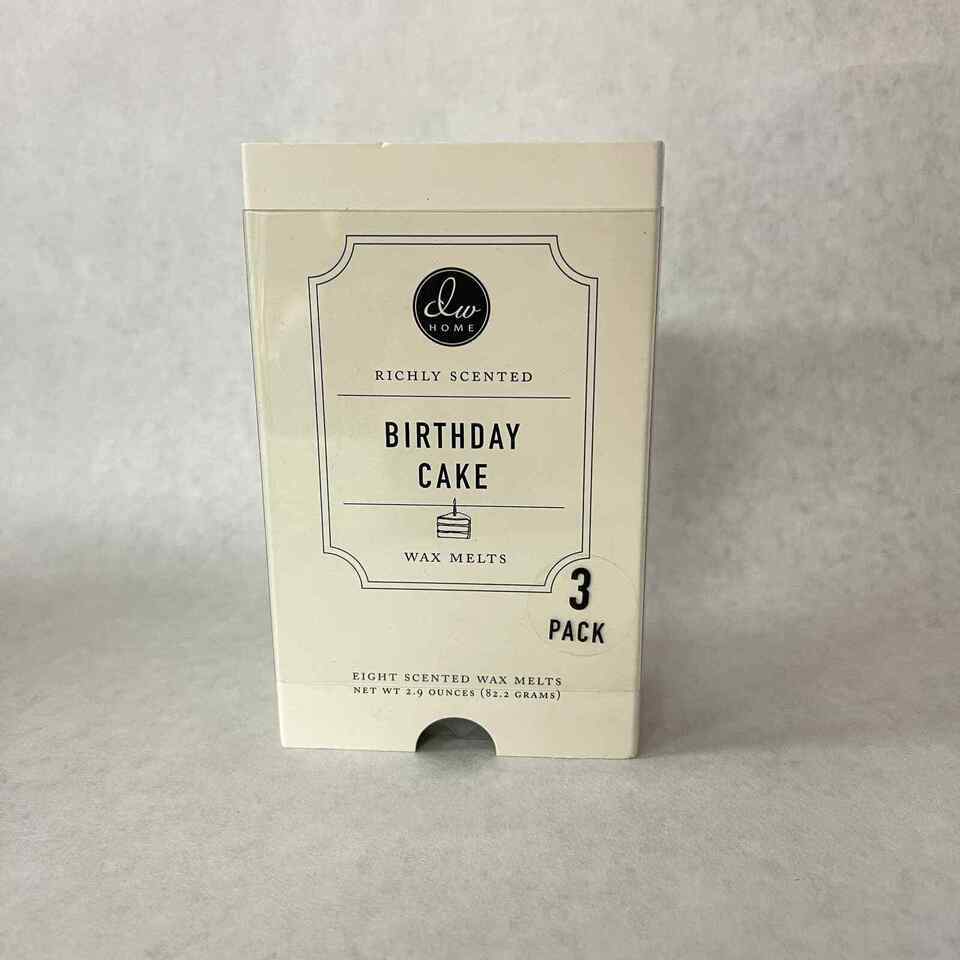 dw
HOME
RICHLY SCENTED
BIRTHDAY
CAKE
WAX MELTS
3
PACK
EIGHT SCENTED WAX MELTS
NET WT 2.9 OUNCES (82.2 GRAMS)